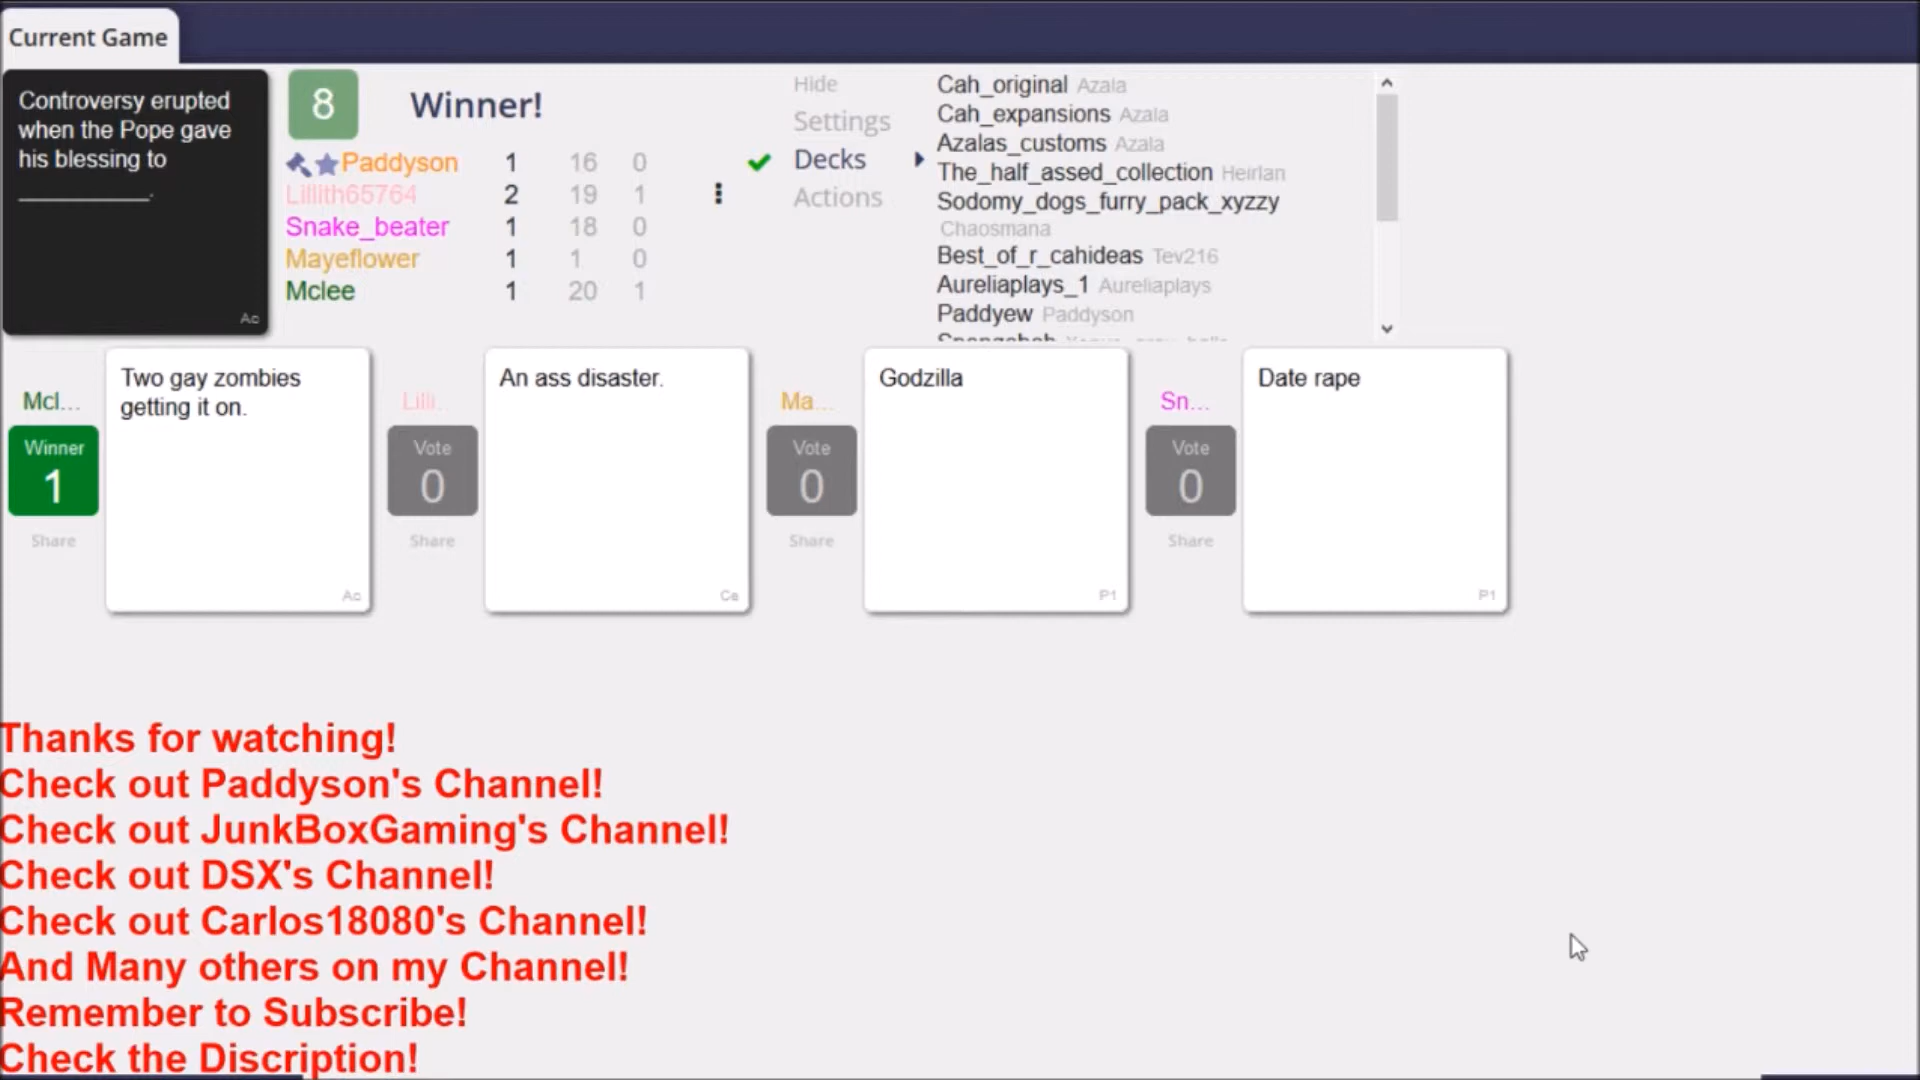 Current Game
Controversy erupted
when the Pope gave
his blessing to
__________.
Ac
8
Winner!
Paddyson 1 16 0
Lillith65764 2 19 1
Snake_beater 1 18 0
Mayeflower 1 1 0
Mclee 1 20 1
Hide
Settings
Decks
Actions
Cah_original Azala
Cah_expansions Azala
Azalas_customs Azala
The_half_assed_collection Heirlan
Sodomy_dogs_furry_pack_xyzzy
Chaosmana
Best_of_r_cahideas Tev216
Aureliaplays_1 Aureliaplays
Paddyew Paddyson
Mcl...
Winner
1
Share
Two gay zombies
getting it on.
Ac
Lilli...
Vote
0
Share
An ass disaster.
Ca
Ma...
Vote
0
Share
Godzilla
P1
Sn...
Vote
0
Share
Date rape
P1
Thanks for watching!
Check out Paddyson's Channel!
Check out JunkBoxGaming's Channel!
Check out DSX's Channel!
Check out Carlos18080's Channel!
And Many others on my Channel!
Remember to Subscribe!
Check the Discription!